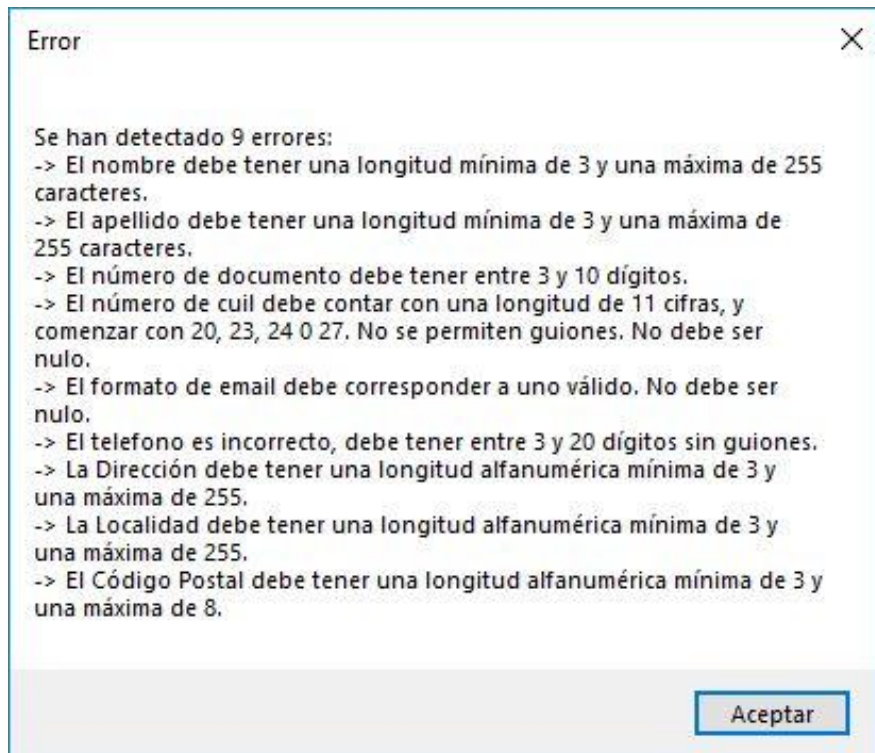 Error
Se han detectado 9 errores:
-> El nombre debe tener una longitud mínima de 3 y una máxima de 255
caracteres.
-> El apellido debe tener una longitud mínima de 3 y una máxima de
255 caracteres.
-> El número de documento debe tener entre 3 y 10 dígitos.
-> El número de cuil debe contar con una longitud de 11 cifras, y
comenzar con 20, 23, 24 0 27. No se permiten guiones. No debe ser
nulo.
-> El formato de email debe corresponder a uno válido. No debe ser
nulo.
-> El telefono es incorrecto, debe tener entre 3 y 20 dígitos sin guiones.
-> La Dirección debe tener una longitud alfanumérica mínima de 3 y
una máxima de 255.
-> La Localidad debe tener una longitud alfanumérica mínima de 3 y
una máxima de 255.
-> El Código Postal debe tener una longitud alfanumérica mínima de 3 y
una máxima de 8.
Aceptar